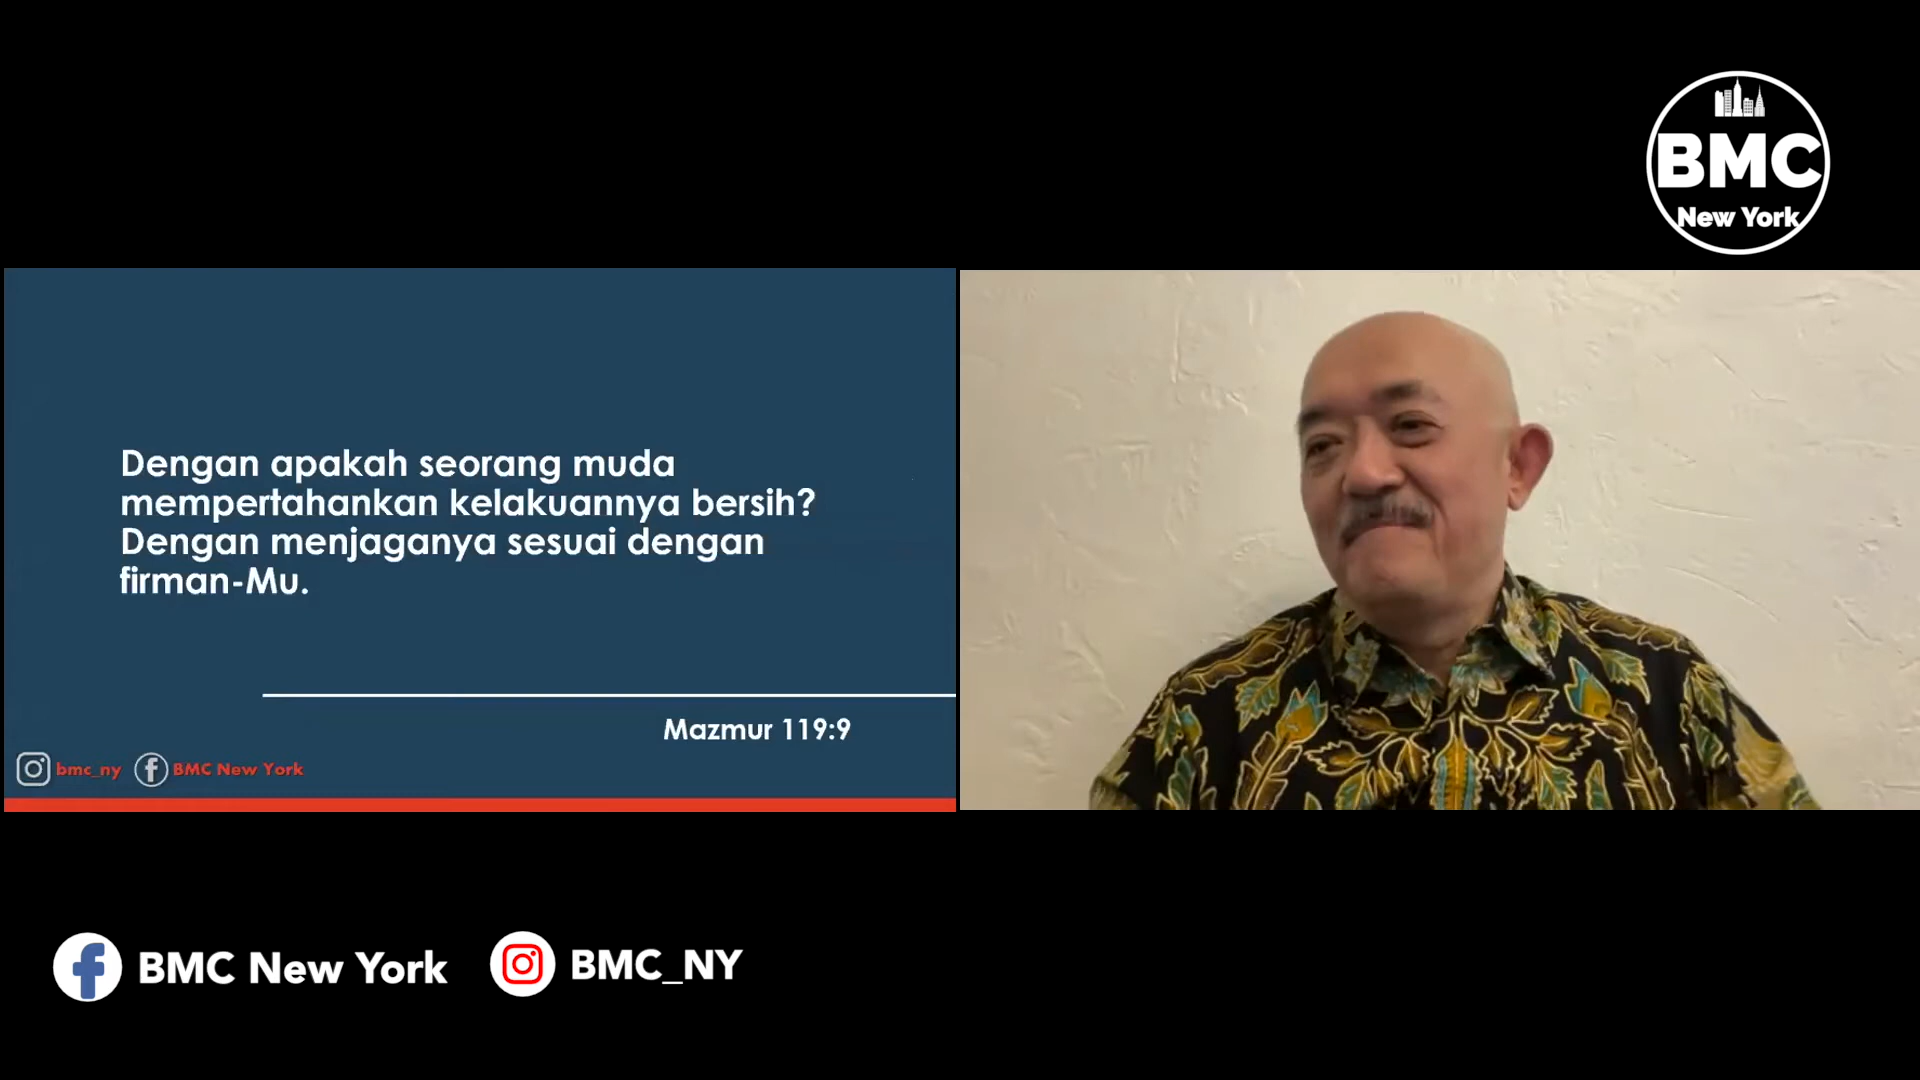 BMC
New York
Dengan apakah seorang muda
mempertahankan kelakuannya bersih?
Dengan menjaganya sesuai dengan
firman-Mu.
Mazmur 119:9
bmc_ny BMC New York
BMC New York BMC_NY